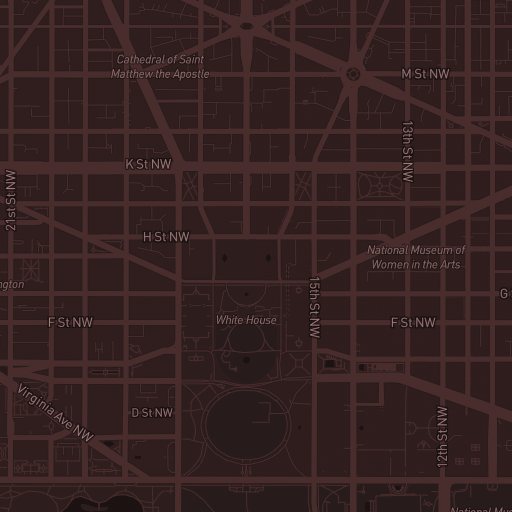 Cathedral of Saint
Matthew the Apostle
M St NW
13th St NW
K St NW
21st St NW
H St NW
National Museum of
Women in the Arts
ngton
15th St NW
G
White House
F St NW
F St NW
Virginia Ave NW
D St NW
12th St NW
National Mus